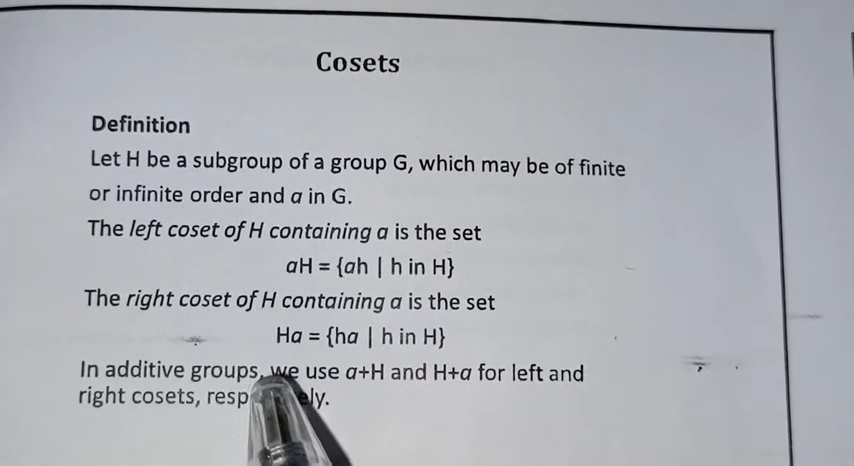 Cosets
Definition
Let H be a subgroup of a group G, which may be of finite
or infinite order and a in G.
The left coset of H containing a is the set
aH = {ah | h in H}
The right coset of H containing a is the set
Ha = {ha | h in H}
In additive groups, we use a+H and H+a for left and
right cosets,